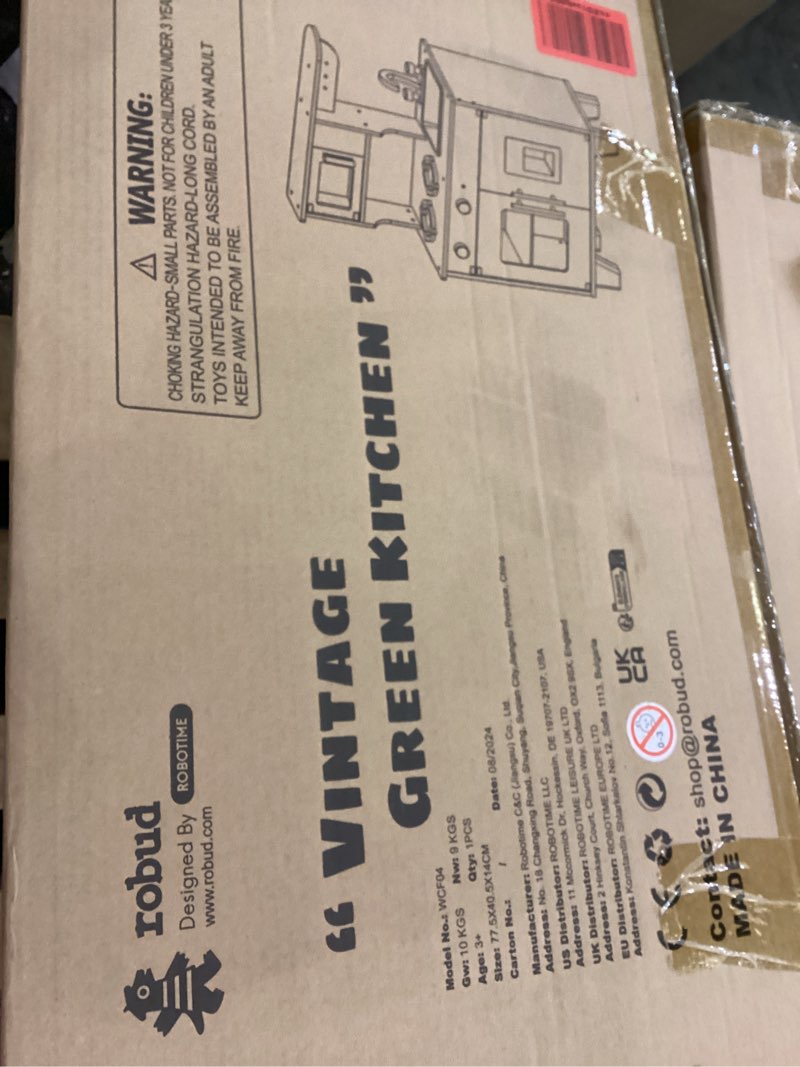 WARNING:
CHOKING HAZARD-SMALL PARTS. NOT FOR CHILDREN UNDER 3 YEA
STRANGULATION HAZARD-LONG CORD.
TOYS INTENDED TO BE ASSEMBLED BY AN ADULT
KEEP AWAY FROM FIRE.
robud
Designed By ROBOTIME
www.robud.com
“ VINTAGE
GREEN KITCHEN ”
Model No.: WCF04
Gw: 10 KGS Nw: 9 KGS
Age: 3+ Qty: 1PCS
Size: 77.5X40.5X14CM Date: 08/2024
Carton No.: /
Manufacturer: Robotime C&C (Jiangsu) Co., Ltd.
Address: No. 18 Changxing Road, Shuyang, Suqian City, Jiangsu Province, China
US Distributor: ROBOTIME LLC
Address: 11 Mccormick Dr, Hockessin, DE 19707-2107, USA
UK Distributor: ROBOTIME LEISURE UK LTD
Address: 2 Hinksey Court, Church Way, Oxford, OX2 9SX, England
EU Distributor: ROBOTIME EUROPE LTD
Address: Konstantin Shtarkelov No.12, Sofia 1113, Bulgaria
CE 0-3 UK
CA
Contact: shop@robud.com
MADE IN CHINA